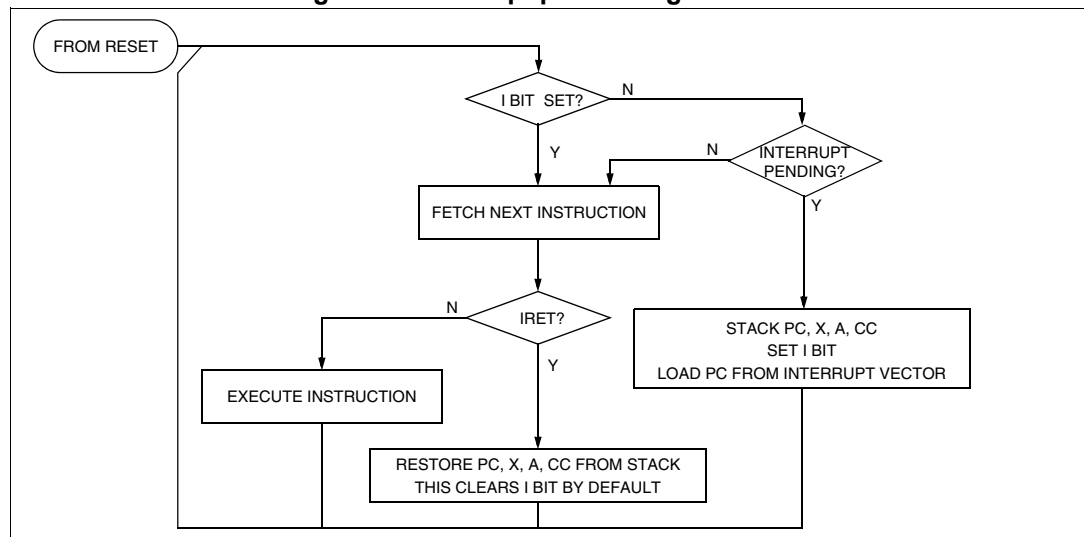 FROM RESET
I BIT SET?
N
Y
N
INTERRUPT
PENDING?
Y
FETCH NEXT INSTRUCTION
N
IRET?
Y
STACK PC, X, A, CC
SET I BIT
LOAD PC FROM INTERRUPT VECTOR
EXECUTE INSTRUCTION
RESTORE PC, X, A, CC FROM STACK
THIS CLEARS I BIT BY DEFAULT